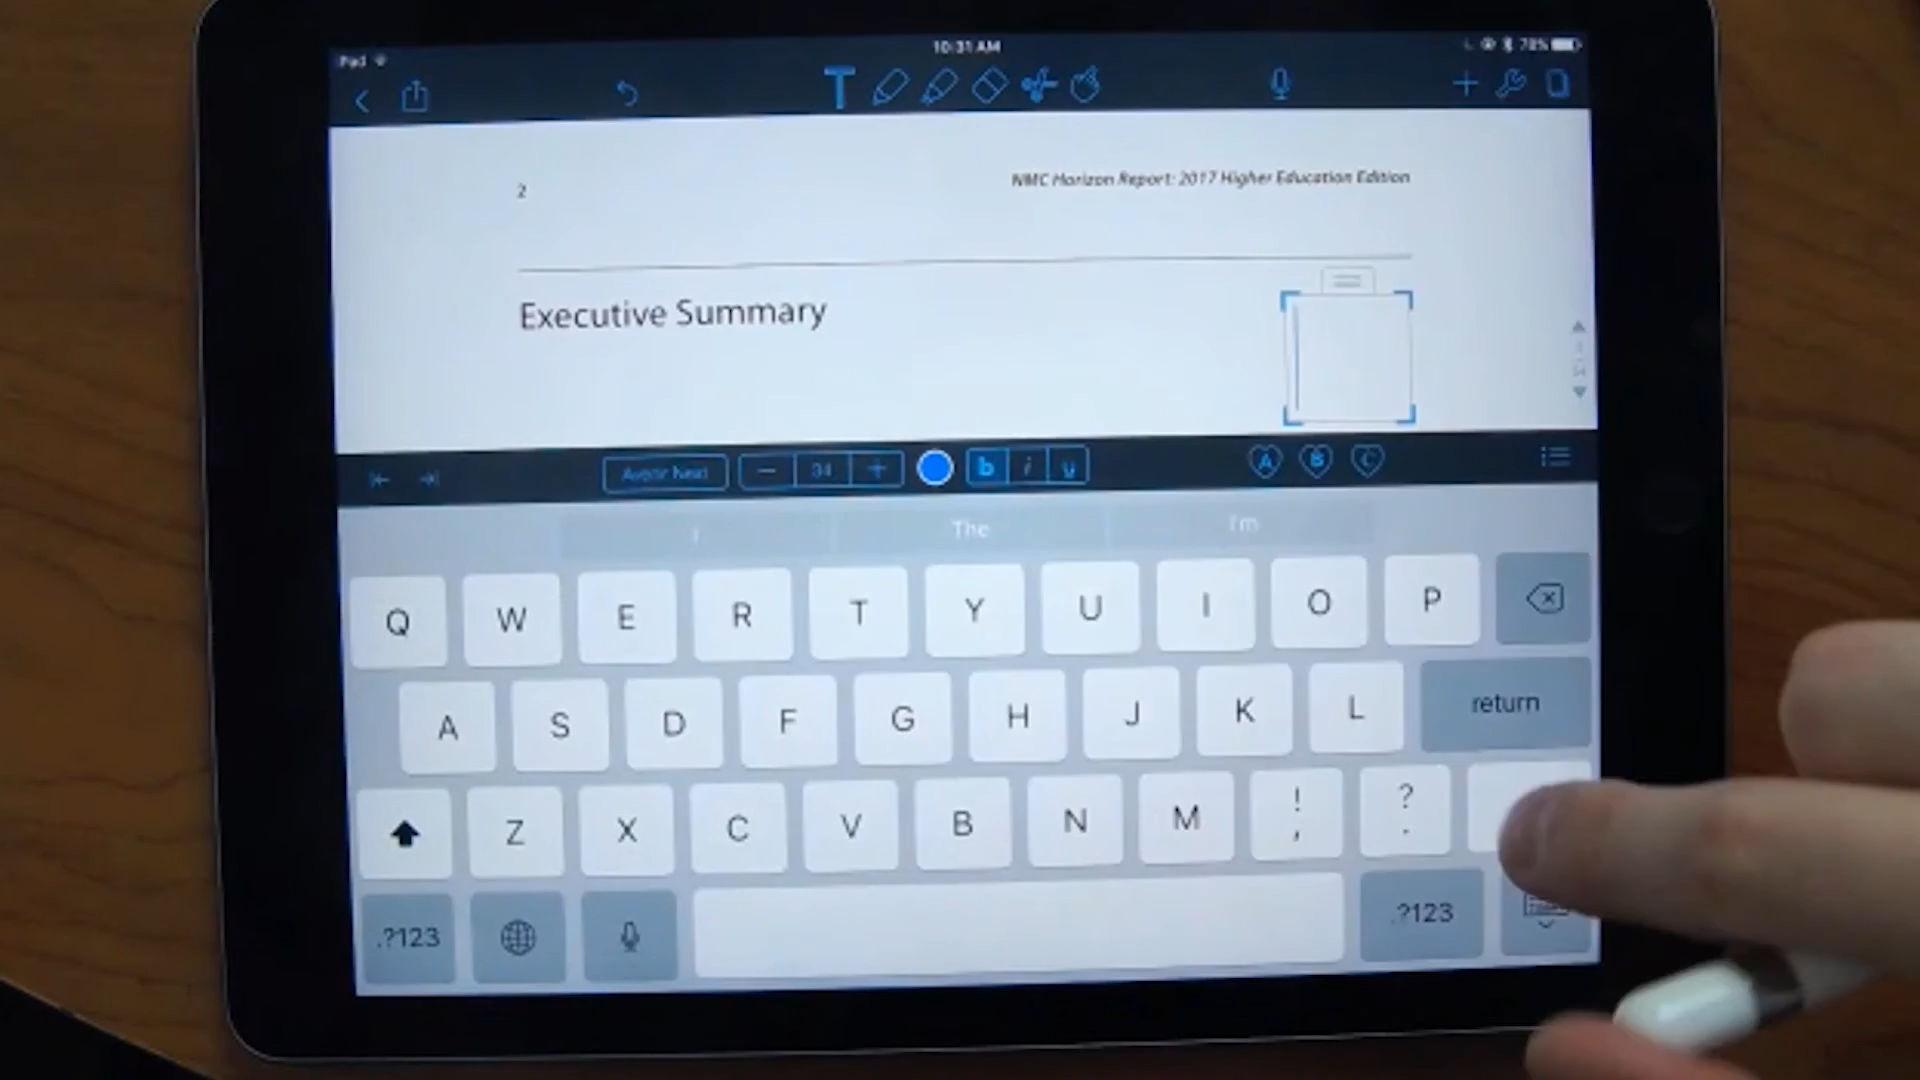 iPad 10:31 AM 78%
T
2 NMC Horizon Report: 2017 Higher Education Edition
Executive Summary
Avenir Next − 34 + b i u A B C
I The I'm
Q W E R T Y U I O P
A S D F G H J K L return
Z X C V B N M ! , ? .
.?123 .?123